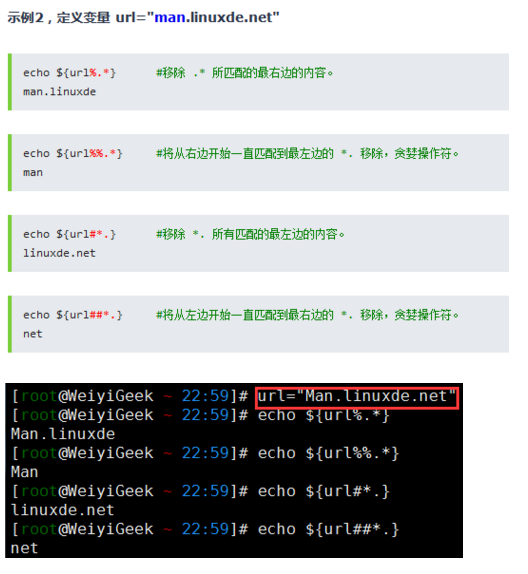 示例2，定义变量 url="man.linuxde.net"
echo ${url%.*}      #移除 .* 所匹配的最右边的内容。
man.linuxde
echo ${url%%.*}     #将从右边开始一直匹配到最左边的 *. 移除，贪婪操作符。
man
echo ${url#*.}      #移除 *. 所有匹配的最左边的内容。
linuxde.net
echo ${url##*.}     #将从左边开始一直匹配到最右边的 *. 移除，贪婪操作符。
net
[root@WeiyiGeek ~ 22:59]# url="Man.linuxde.net"
[root@WeiyiGeek ~ 22:59]# echo ${url%.*}
Man.linuxde
[root@WeiyiGeek ~ 22:59]# echo ${url%%.*}
Man
[root@WeiyiGeek ~ 22:59]# echo ${url#*.}
linuxde.net
[root@WeiyiGeek ~ 22:59]# echo ${url##*.}
net